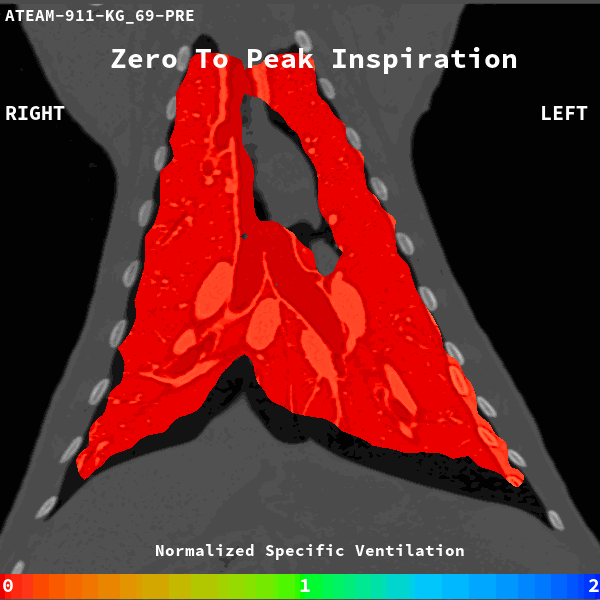 ATEAM-911-KG_69-PRE
Zero To Peak Inspiration
RIGHT LEFT
Normalized Specific Ventilation
0 1 2